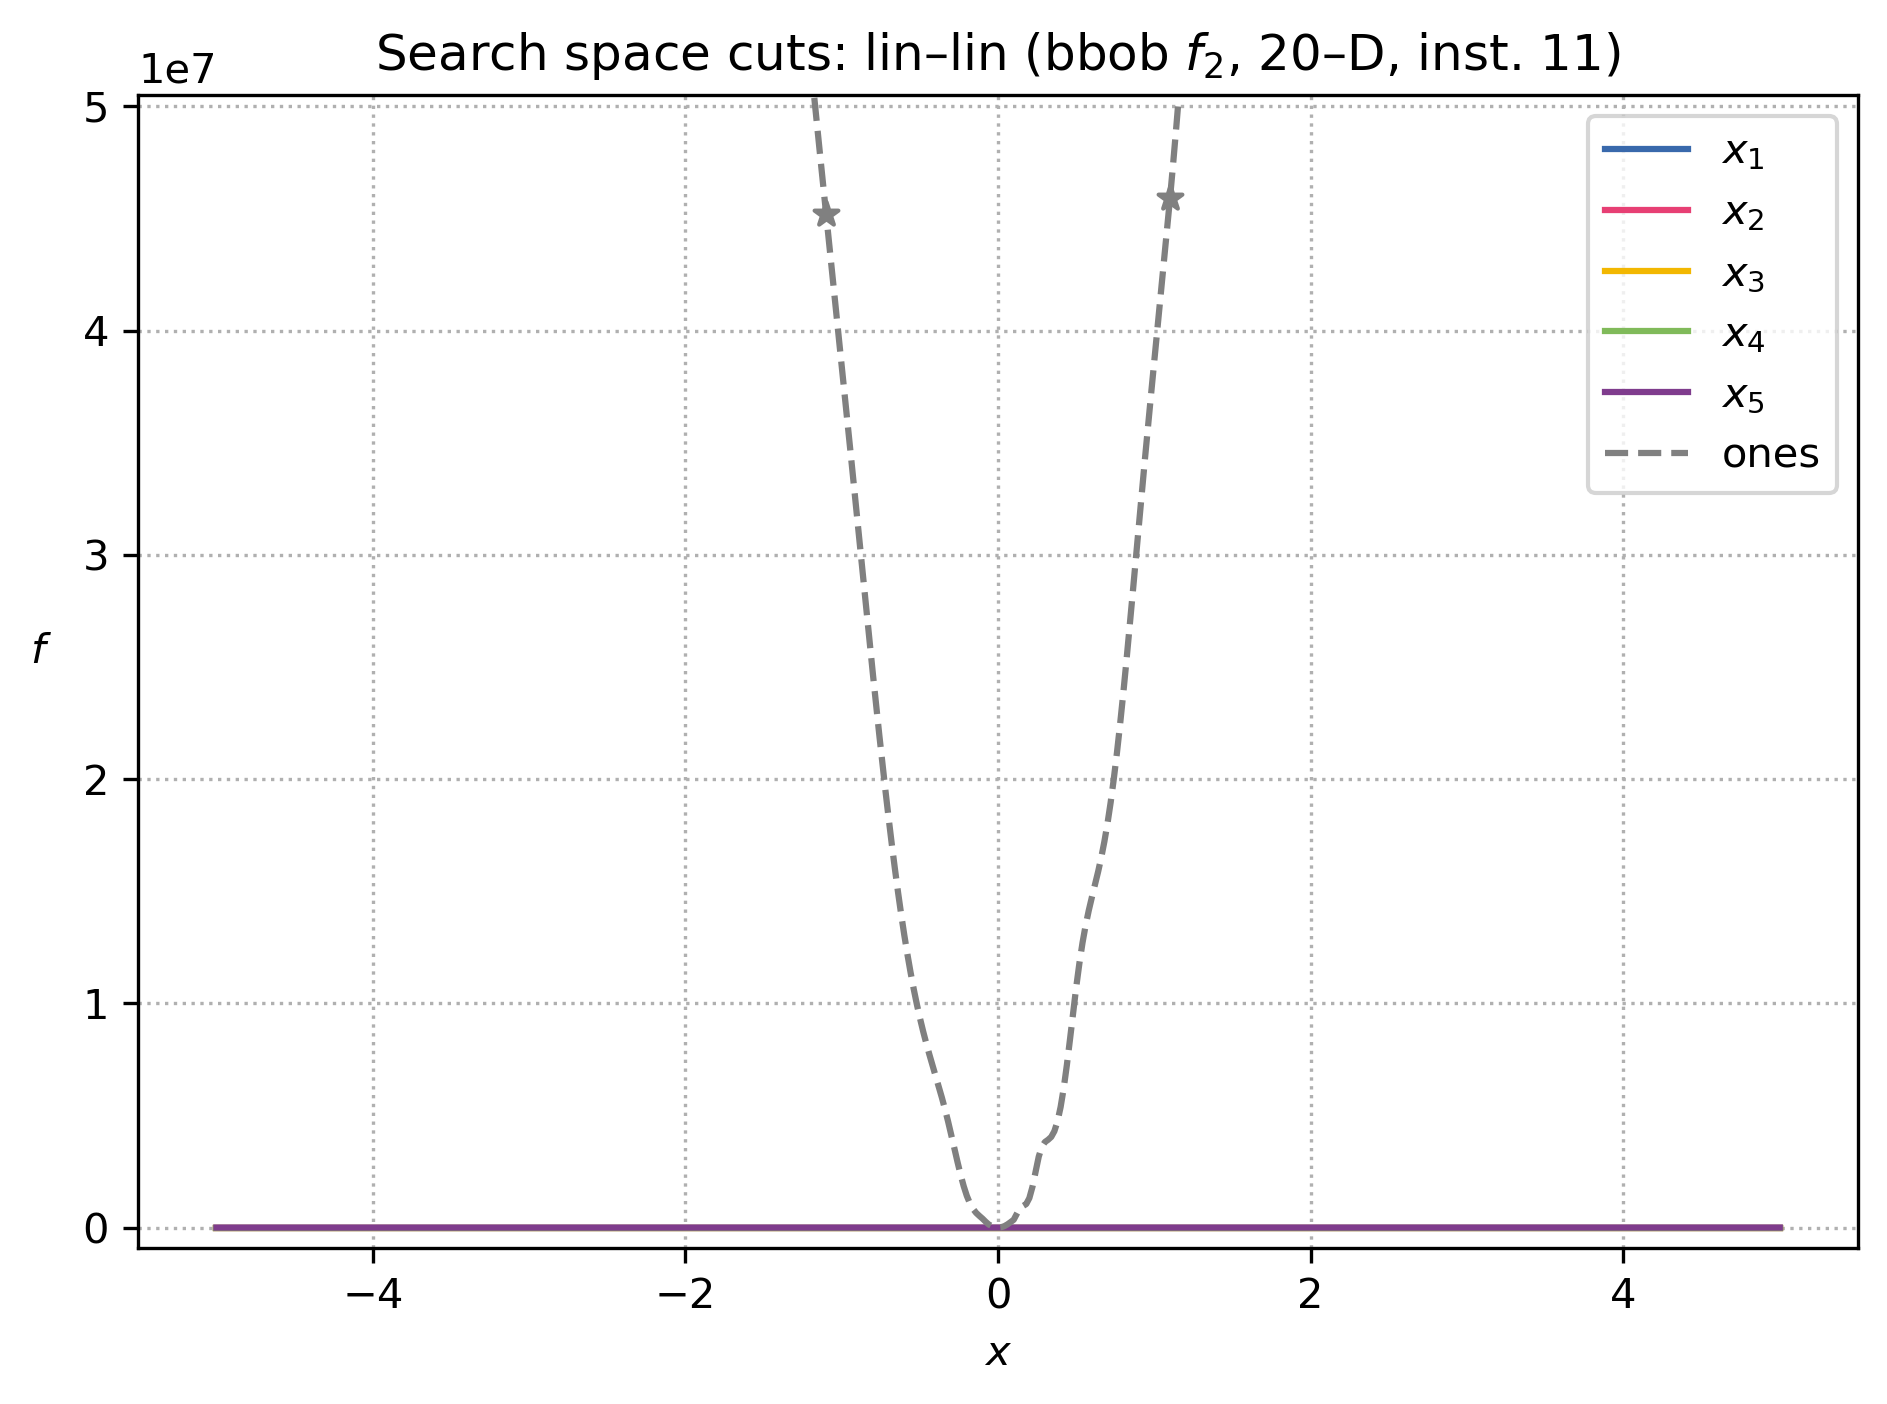 Search space cuts: lin–lin (bbob f₂, 20–D, inst. 11)
1e7
5
4
3
2
1
0
f
−4 −2 0 2 4
x
x₁
x₂
x₃
x₄
x₅
ones